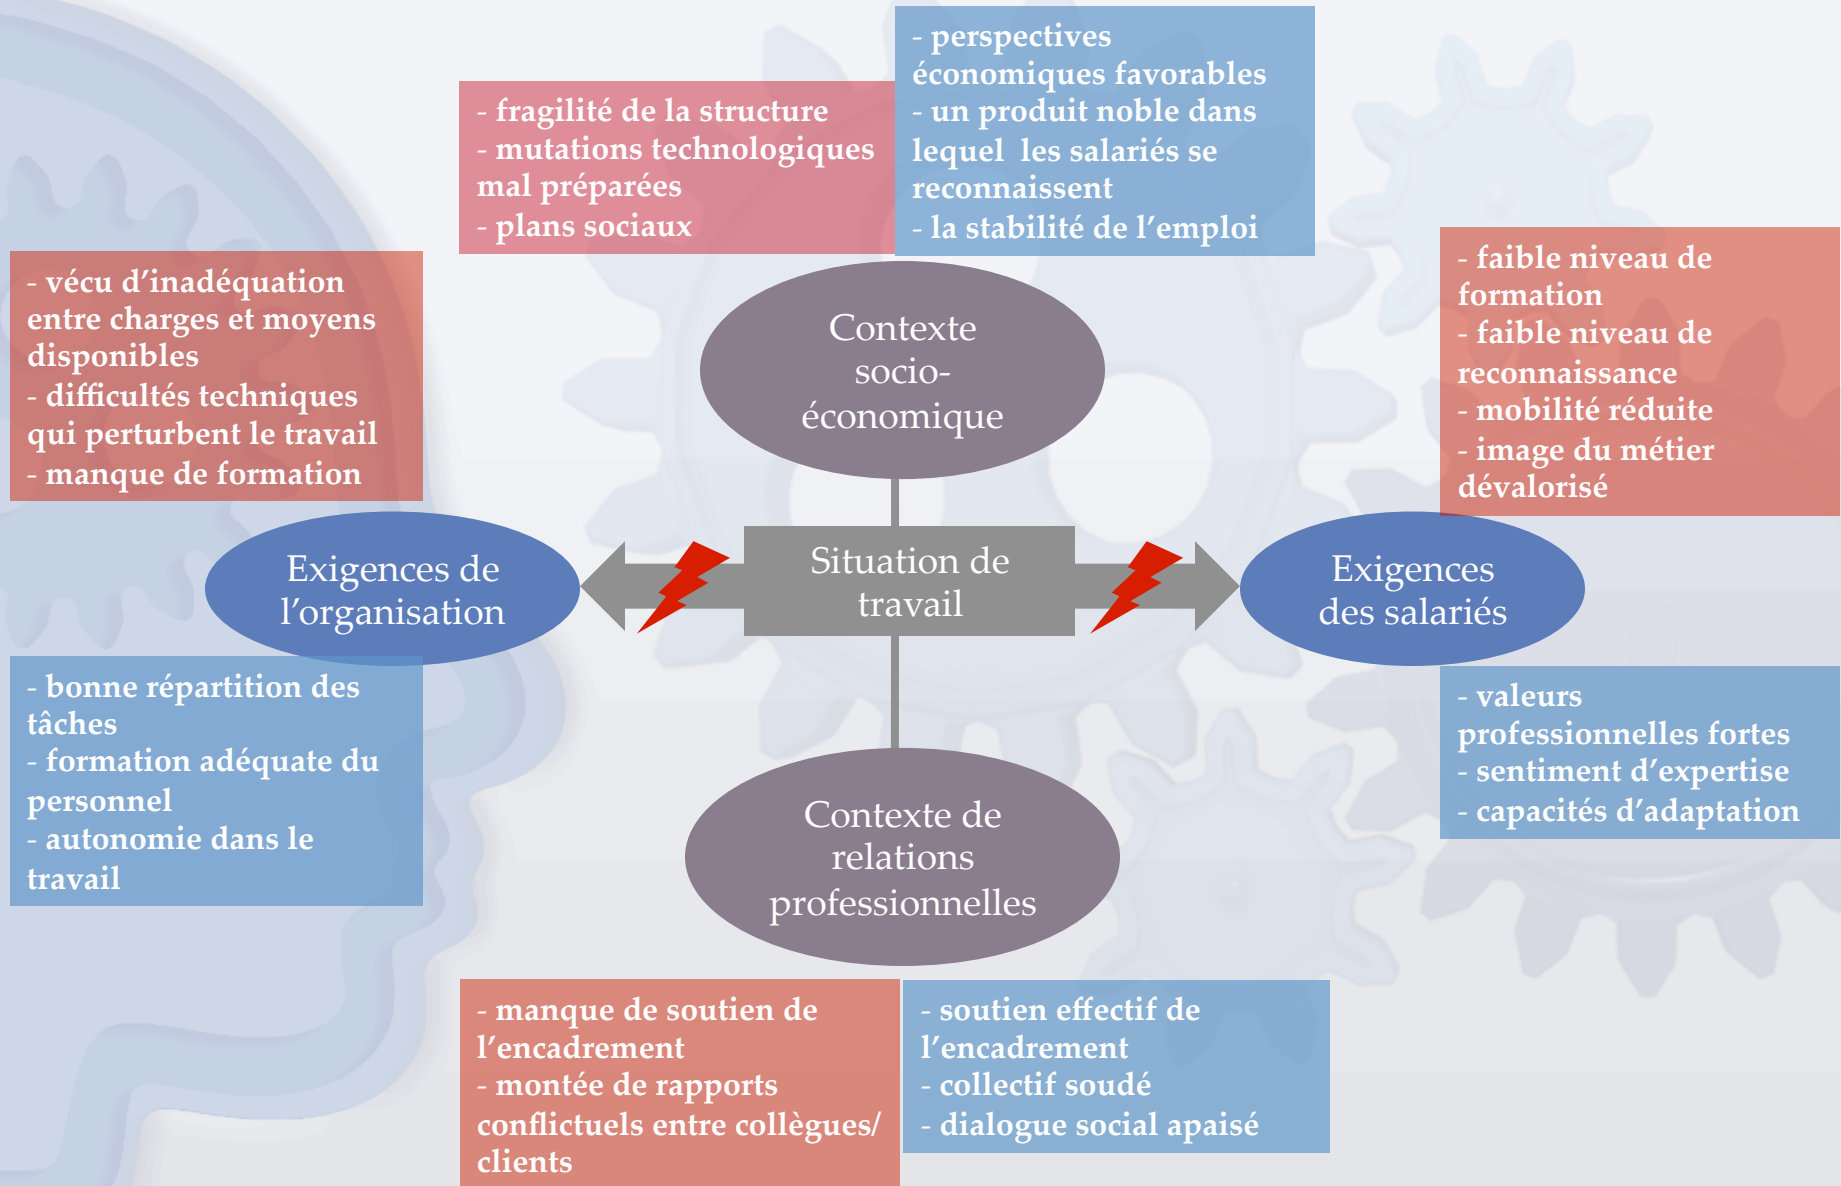 - perspectives
économiques favorables
- un produit noble dans
lequel les salariés se
reconnaissent
- la stabilité de l’emploi
- fragilité de la structure
- mutations technologiques
mal préparées
- plans sociaux
- vécu d’inadéquation
entre charges et moyens
disponibles
- difficultés techniques
qui perturbent le travail
- manque de formation
- faible niveau de
formation
- faible niveau de
reconnaissance
- mobilité réduite
- image du métier
dévalorisé
Contexte
socio-
économique
Exigences de
l’organisation
Situation de
travail
Exigences
des salariés
- bonne répartition des
tâches
- formation adéquate du
personnel
- autonomie dans le
travail
- valeurs
professionnelles fortes
- sentiment d’expertise
- capacités d’adaptation
Contexte de
relations
professionnelles
- manque de soutien de
l’encadrement
- montée de rapports
conflictuels entre collègues/
clients
- soutien effectif de
l’encadrement
- collectif soudé
- dialogue social apaisé